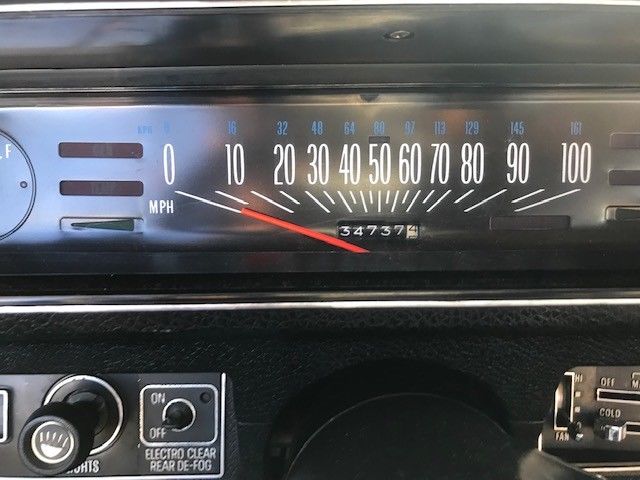 KPH 0 16 32 48 64 80 97 113 129 145 161
0 10 20 30 40 50 60 70 80 90 100
MPH
34737
F
ON
OFF
ELECTRO CLEAR
REAR DE-FOG
HI
FAN
OFF
COLD